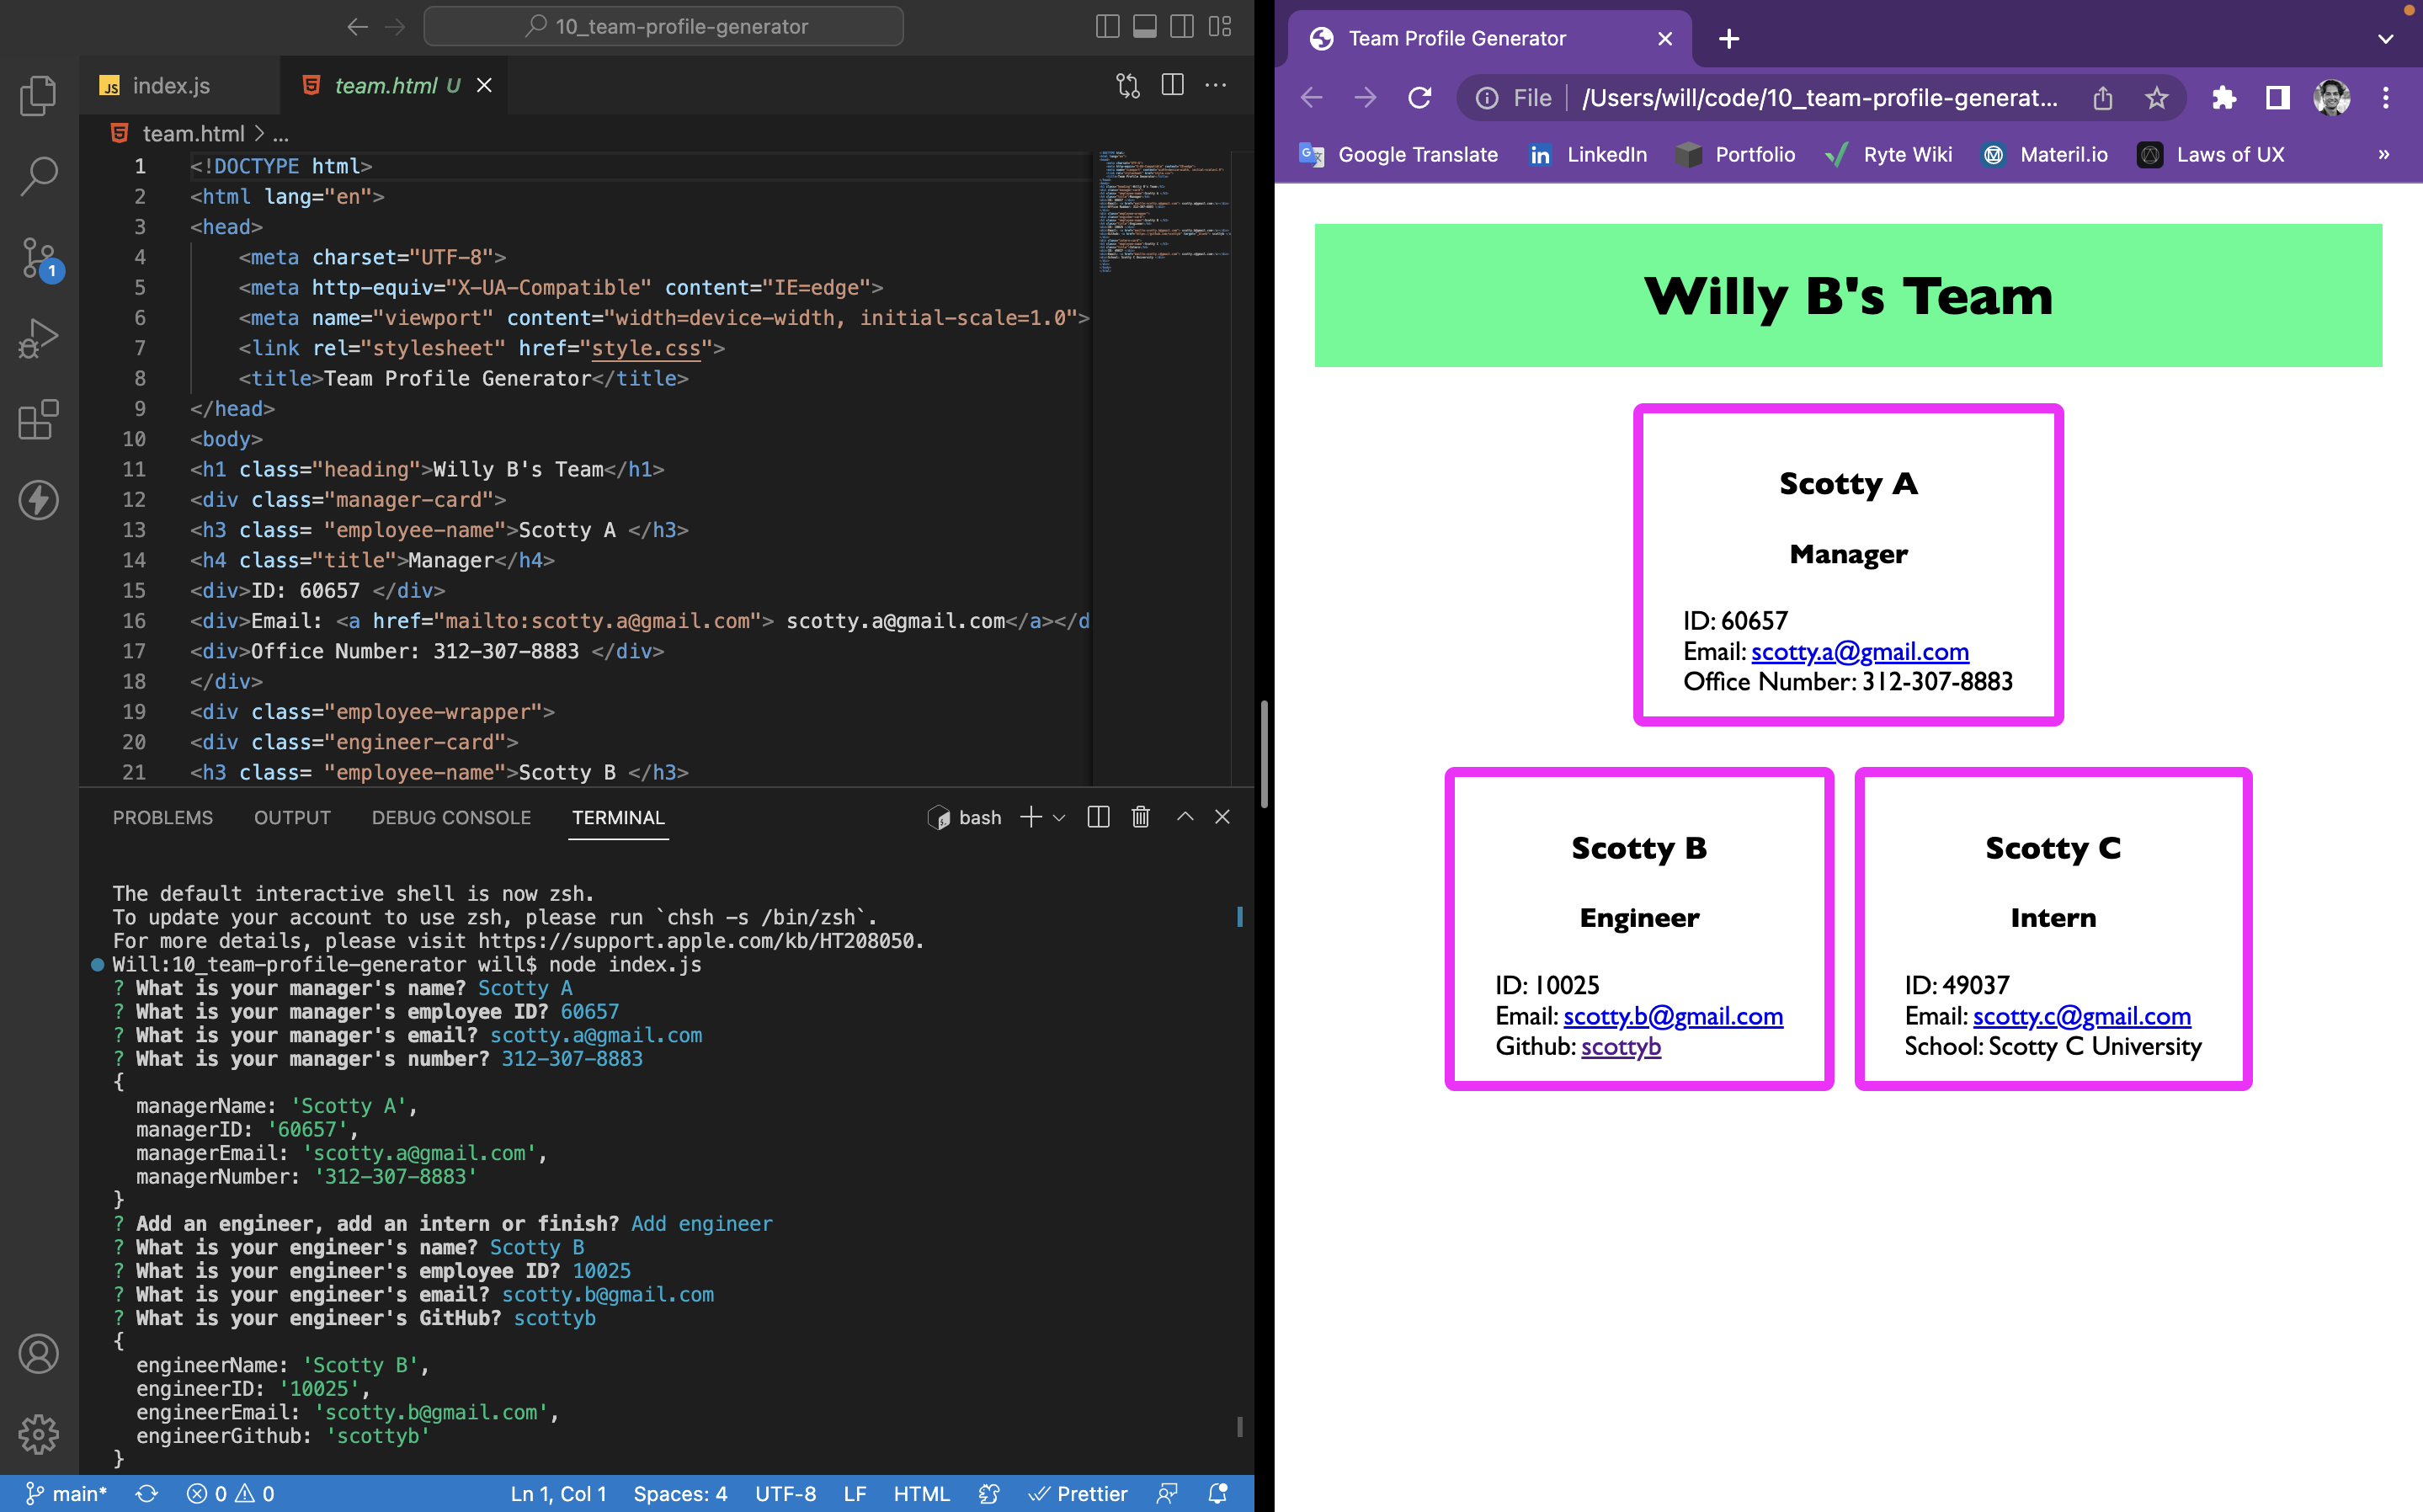 10_team-profile-generator
index.js
team.html U
team.html > ...
1 <!DOCTYPE html>
2 <html lang="en">
3 <head>
4 <meta charset="UTF-8">
5 <meta http-equiv="X-UA-Compatible" content="IE=edge">
6 <meta name="viewport" content="width=device-width, initial-scale=1.0">
7 <link rel="stylesheet" href="style.css">
8 <title>Team Profile Generator</title>
9 </head>
10 <body>
11 <h1 class="heading">Willy B's Team</h1>
12 <div class="manager-card">
13 <h3 class= "employee-name">Scotty A </h3>
14 <h4 class="title">Manager</h4>
15 <div>ID: 60657 </div>
16 <div>Email: <a href="mailto:scotty.a@gmail.com"> scotty.a@gmail.com</a></d
17 <div>Office Number: 312-307-8883 </div>
18 </div>
19 <div class="employee-wrapper">
20 <div class="engineer-card">
21 <h3 class= "employee-name">Scotty B </h3>
PROBLEMS OUTPUT DEBUG CONSOLE TERMINAL bash
The default interactive shell is now zsh.
To update your account to use zsh, please run `chsh -s /bin/zsh`.
For more details, please visit https://support.apple.com/kb/HT208050.
Will:10_team-profile-generator will$ node index.js
? What is your manager's name? Scotty A
? What is your manager's employee ID? 60657
? What is your manager's email? scotty.a@gmail.com
? What is your manager's number? 312-307-8883
{
managerName: 'Scotty A',
managerID: '60657',
managerEmail: 'scotty.a@gmail.com',
managerNumber: '312-307-8883'
}
? Add an engineer, add an intern or finish? Add engineer
? What is your engineer's name? Scotty B
? What is your engineer's employee ID? 10025
? What is your engineer's email? scotty.b@gmail.com
? What is your engineer's GitHub? scottyb
{
engineerName: 'Scotty B',
engineerID: '10025',
engineerEmail: 'scotty.b@gmail.com',
engineerGithub: 'scottyb'
}
1
main* 0 0 Ln 1, Col 1 Spaces: 4 UTF-8 LF HTML Prettier
Team Profile Generator
File /Users/will/code/10_team-profile-generat...
Google Translate LinkedIn Portfolio Ryte Wiki Materil.io Laws of UX »
Willy B's Team
Scotty A
Manager
ID: 60657
Email: scotty.a@gmail.com
Office Number: 312-307-8883
Scotty B
Engineer
ID: 10025
Email: scotty.b@gmail.com
Github: scottyb
Scotty C
Intern
ID: 49037
Email: scotty.c@gmail.com
School: Scotty C University